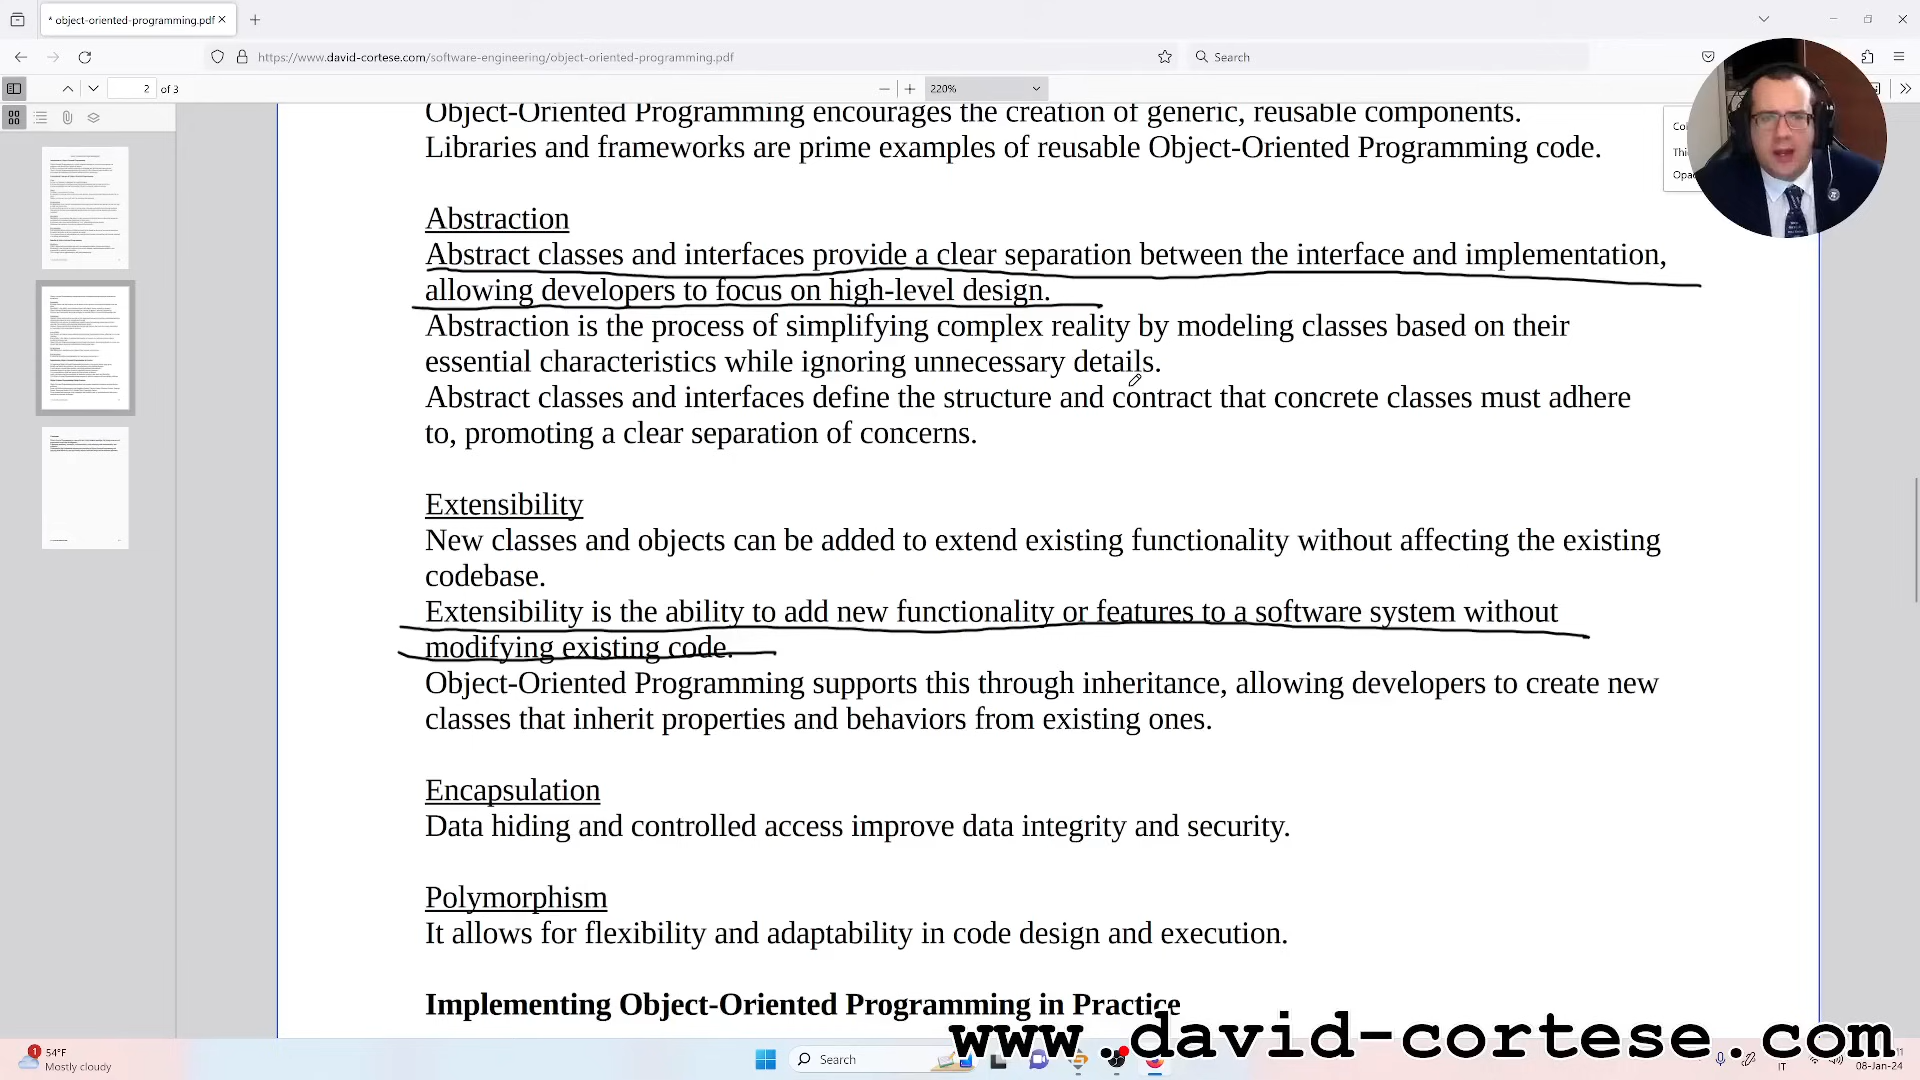 * object-oriented-programming.pdf
https://www.david-cortese.com/software-engineering/object-oriented-programming.pdf
Search
2 of 3
220%
Object-Oriented Programming encourages the creation of generic, reusable components.
Libraries and frameworks are prime examples of reusable Object-Oriented Programming code.
Abstraction
Abstract classes and interfaces provide a clear separation between the interface and implementation,
allowing developers to focus on high-level design.
Abstraction is the process of simplifying complex reality by modeling classes based on their
essential characteristics while ignoring unnecessary details.
Abstract classes and interfaces define the structure and contract that concrete classes must adhere
to, promoting a clear separation of concerns.
Extensibility
New classes and objects can be added to extend existing functionality without affecting the existing
codebase.
Extensibility is the ability to add new functionality or features to a software system without
modifying existing code.
Object-Oriented Programming supports this through inheritance, allowing developers to create new
classes that inherit properties and behaviors from existing ones.
Encapsulation
Data hiding and controlled access improve data integrity and security.
Polymorphism
It allows for flexibility and adaptability in code design and execution.
Implementing Object-Oriented Programming in Practice
www.david-cortese.com
1
54°F
Mostly cloudy
Search
IT
08-Jan-24